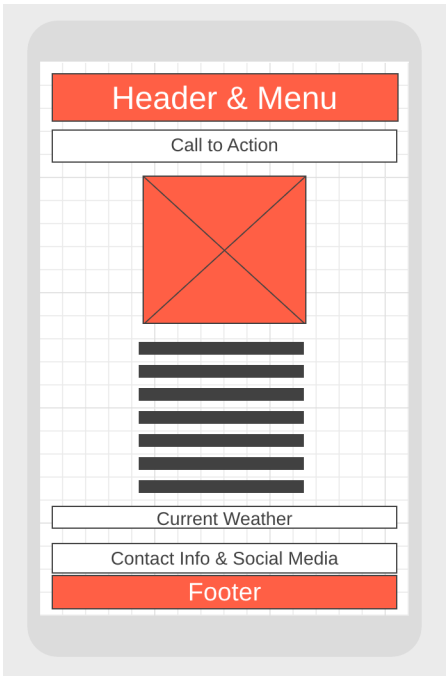 Header & Menu
Call to Action
Current Weather
Contact Info & Social Media
Footer